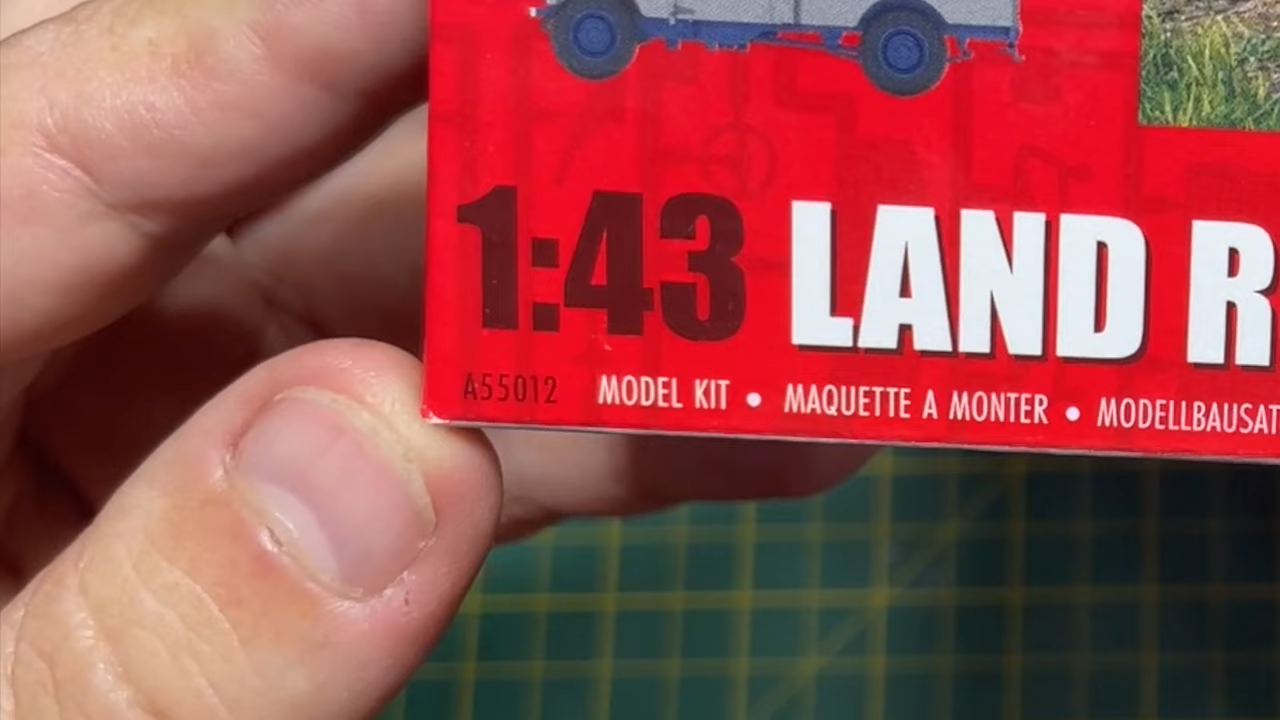 1:43 LAND R
A55012 MODEL KIT • MAQUETTE A MONTER • MODELLBAUSAT